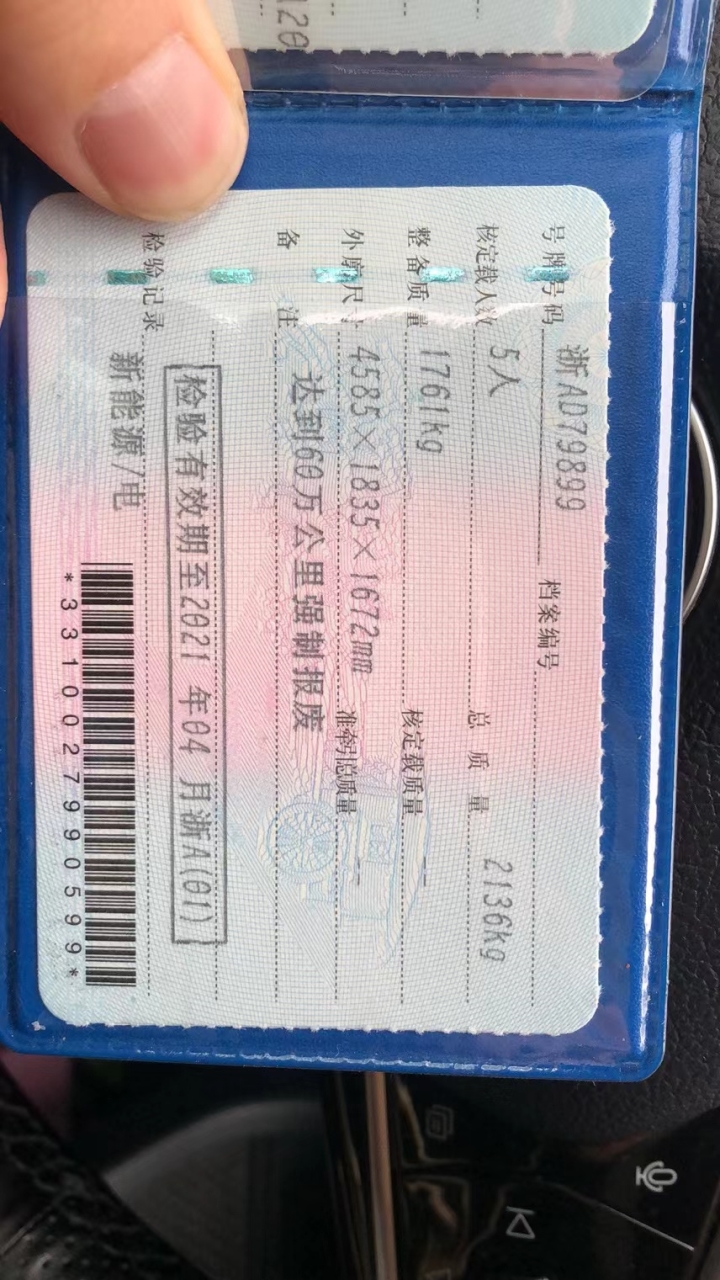 120
号牌号码 浙AD79899 档案编号
核定载人数 5人 总质量 2136kg
整备质量 1761kg 核定载质量 --
外廓尺寸 4585×1835×1672mm 准牵引总质量 --
备注 达到60万公里强制报废
检验有效期至2021 年04 月浙A(01)
检验记录 新能源/电
*3310027990599*